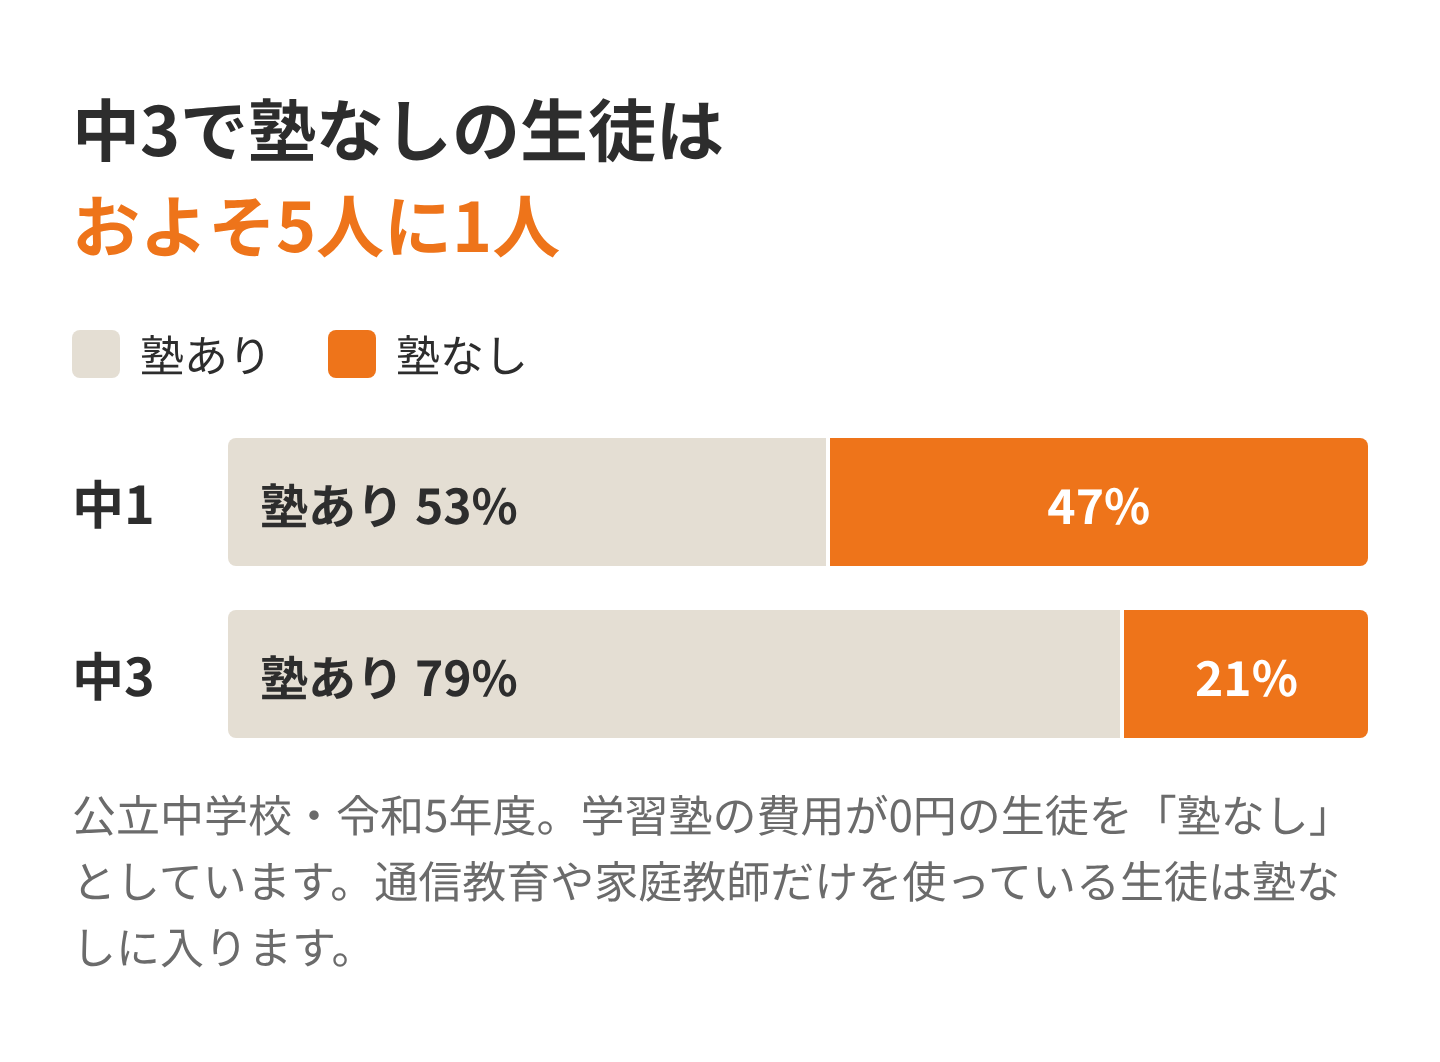 中3で塾なしの生徒は
およそ5人に1人
塾あり 塾なし
中1 塾あり 53% 47%
中3 塾あり 79% 21%
公立中学校・令和5年度。学習塾の費用が0円の生徒を「塾なし」
としています。通信教育や家庭教師だけを使っている生徒は塾な
しに入ります。